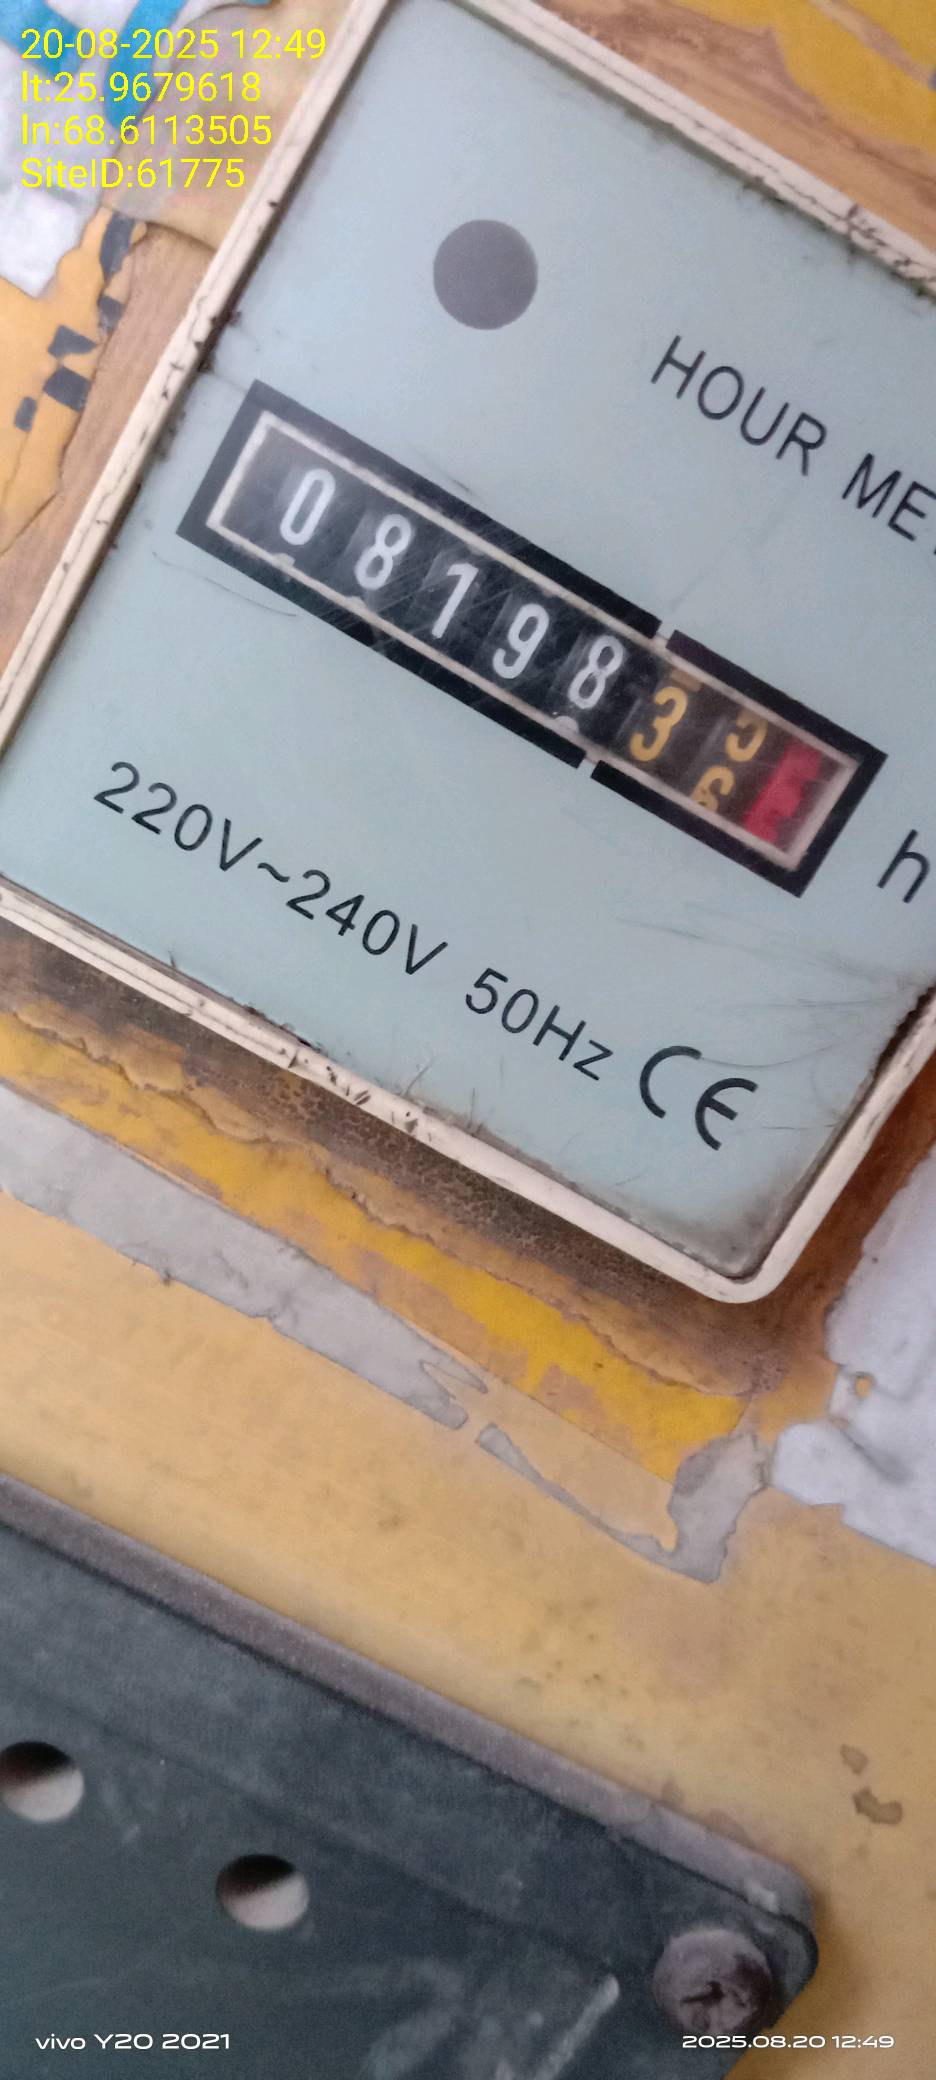 20-08-2025 12:49
lt:25.9679618
ln:68.6113505
SiteID:61775
HOUR ME
081983
h
220V~240V 50Hz CE
vivo Y20 2021
2025.08.20 12:49